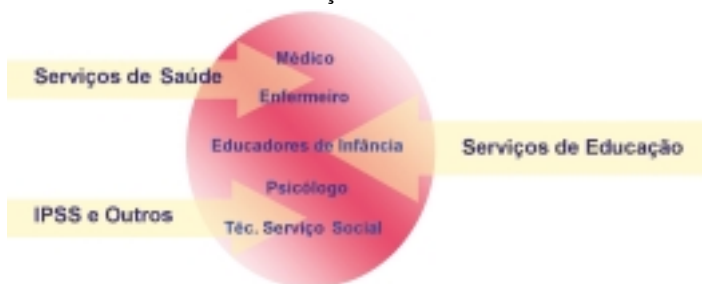 Médico
Serviços de Saúde
Enfermeiro
Educadores de Infância
Serviços de Educação
Psicólogo
IPSS e Outros
Téc. Serviço Social